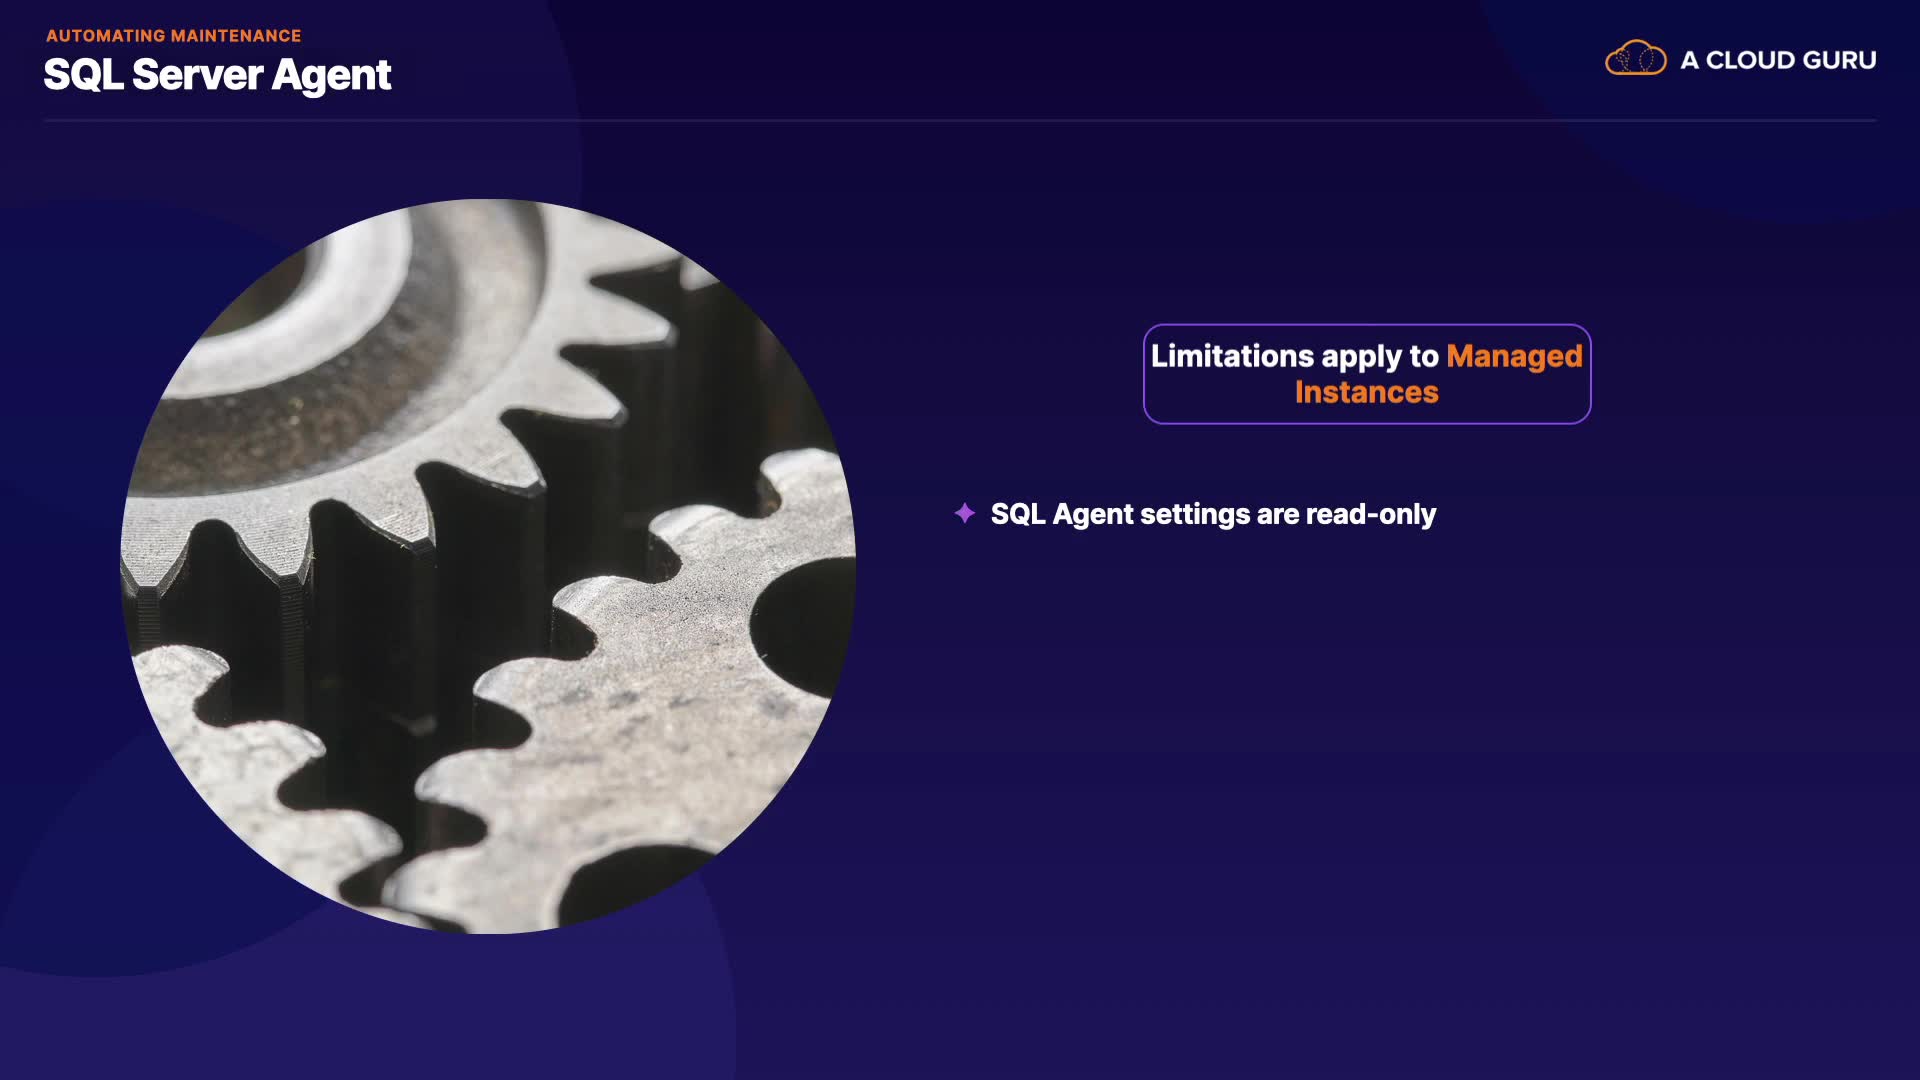 AUTOMATING MAINTENANCE
SQL Server Agent
A CLOUD GURU
Limitations apply to Managed
Instances
SQL Agent settings are read-only